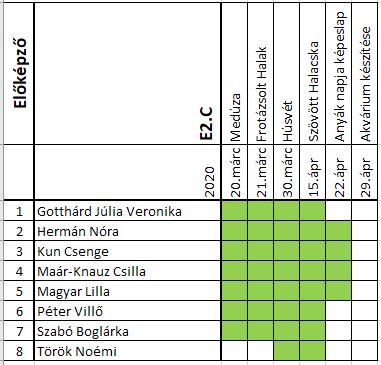 Előképző
E2.C
Medúza
Frotázsolt Halak
Húsvét
Szövött Halacska
Anyák napja képeslap
Akvárium készítése
2020
20.márc
21.márc
30.márc
15.ápr
22.ápr
29.ápr
1 Gotthárd Júlia Veronika
2 Hermán Nóra
3 Kun Csenge
4 Maár-Knauz Csilla
5 Magyar Lilla
6 Péter Villő
7 Szabó Boglárka
8 Török Noémi